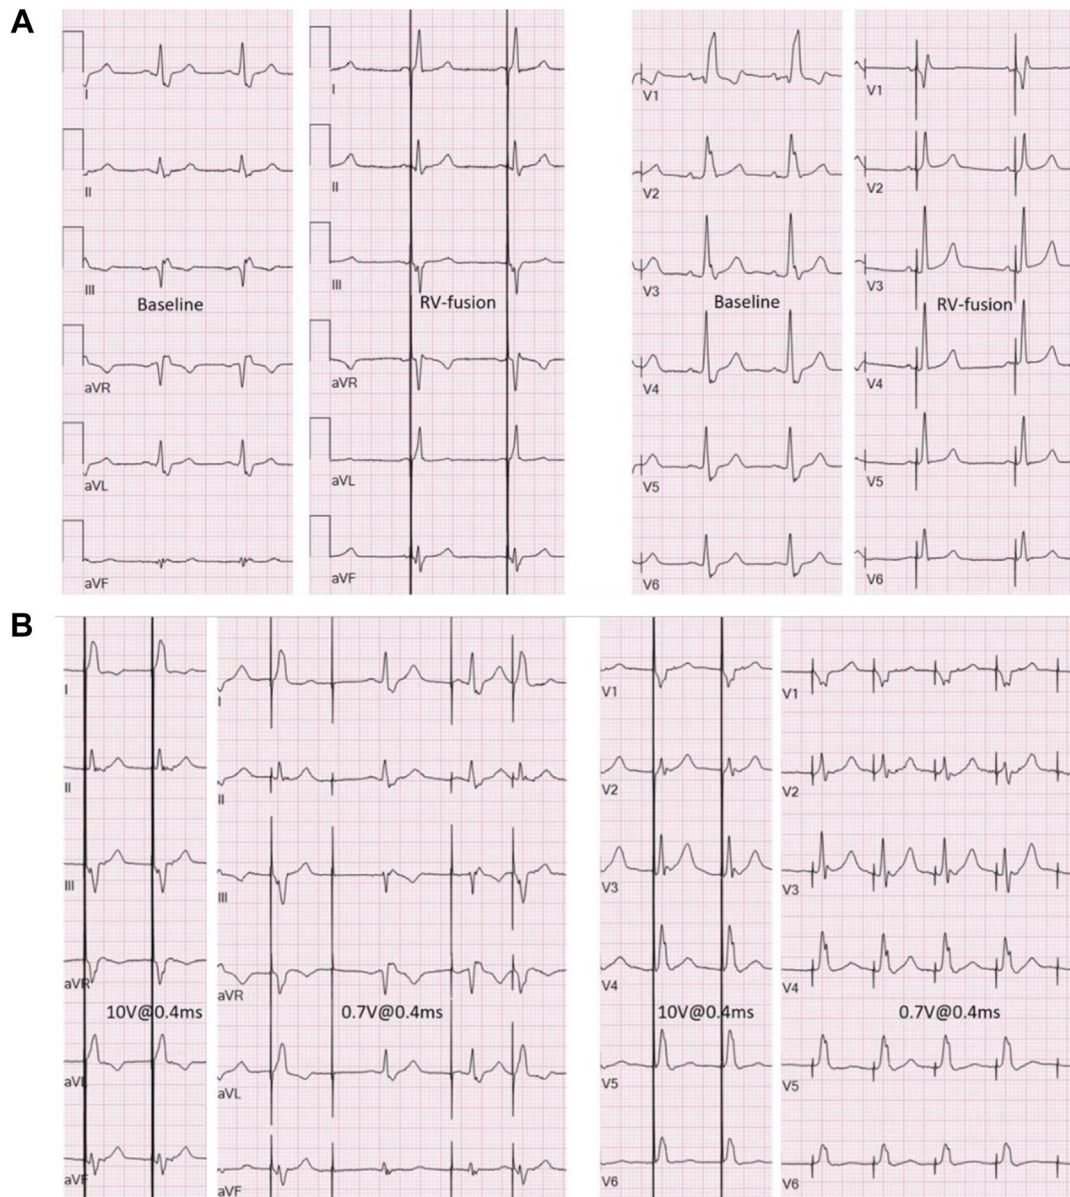 A
I
II
III
aVR
aVL
aVF
Baseline
I
II
III
aVR
aVL
aVF
RV-fusion
V1
V2
V3
V4
V5
V6
Baseline
V1
V2
V3
V4
V5
V6
RV-fusion
B
I
II
III
aVR
10V@0.4ms
aVL
aVF
I
II
III
aVR
0.7V@0.4ms
aVL
aVF
V1
V2
V3
V4
10V@0.4ms
V5
V6
V1
V2
V3
V4
0.7V@0.4ms
V5
V6